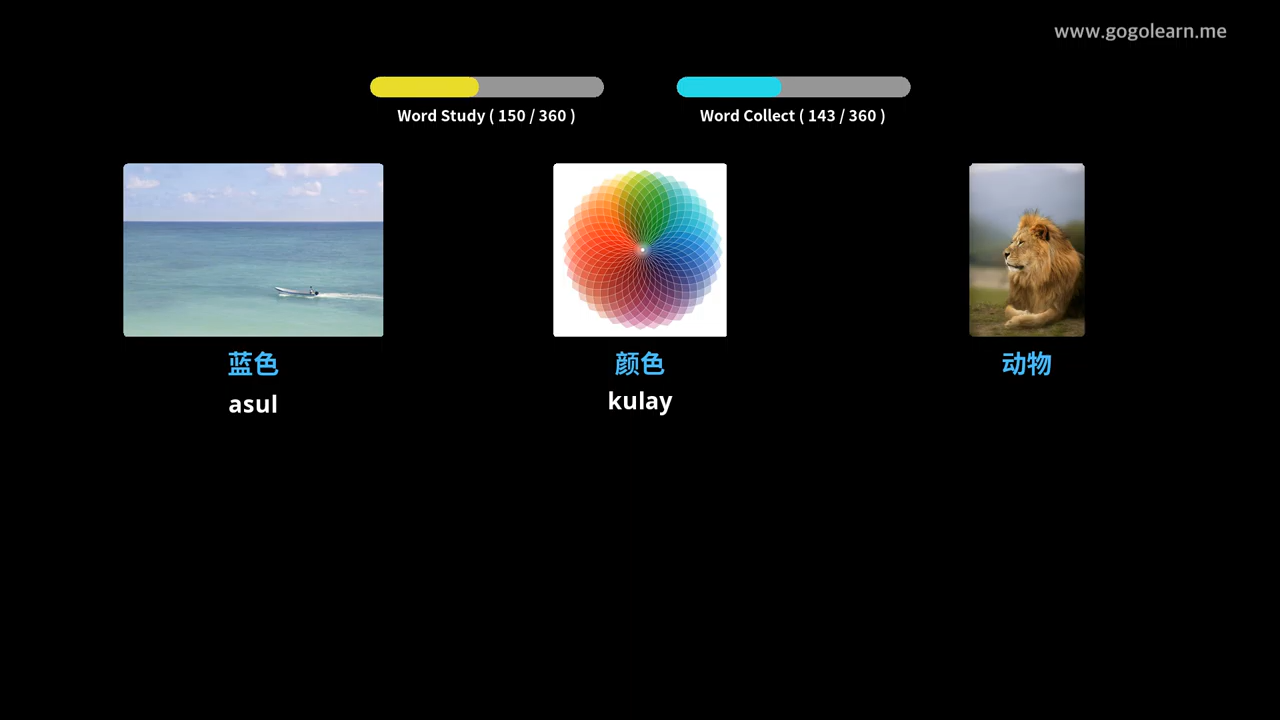 www.gogolearn.me
Word Study ( 150 / 360 )
Word Collect ( 143 / 360 )
蓝色
颜色
动物
asul
kulay